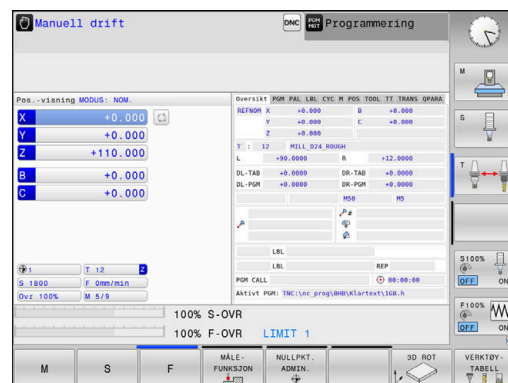 Manuell drift
DNC
PGM MGT
Programmering
Pos.-visning MODUS: NOM.
X +0.000
Y +0.000
Z +110.000
B +0.000
C +0.000
1 T 12 Z
S 1800 F 0mm/min
Ovr 100% M 5/9
Oversikt PGM PAL LBL CYC M POS TOOL TT TRANS QPARA
REFNOM X +0.000 B +0.000
Y +0.000 C +0.000
Z +0.000
T : 12 MILL_D24_ROUGH
L +90.0000 R +12.0000
DL-TAB +0.0000 DR-TAB +0.0000
DL-PGM +0.0000 DR-PGM +0.0000
M50 M5
P#
LBL
LBL REP
PGM CALL 00:00:00
Aktivt PGM: TNC:\nc_prog\BHB\Klartext\1GB.h
100% S-OVR
100% F-OVR LIMIT 1
M
S
T
S100%
OFF ON
F100%
OFF ON
M
S
F
MÅLE-
FUNKSJON
NULLPKT.
ADMIN.
3D ROT
VERKTØY-
TABELL